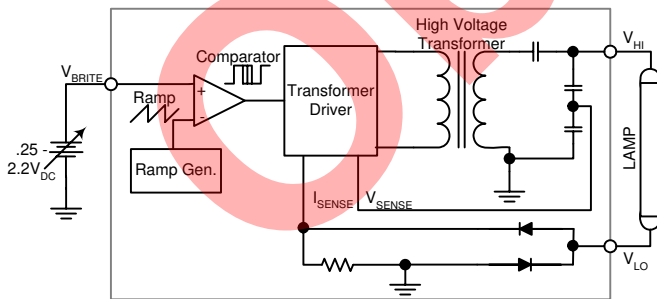 High Voltage
Transformer
V_HI
Comparator
V_BRITE
+
-
Ramp
Transformer
Driver
.25 -
2.2V_DC
Ramp Gen.
I_SENSE
V_SENSE
LAMP
V_LO